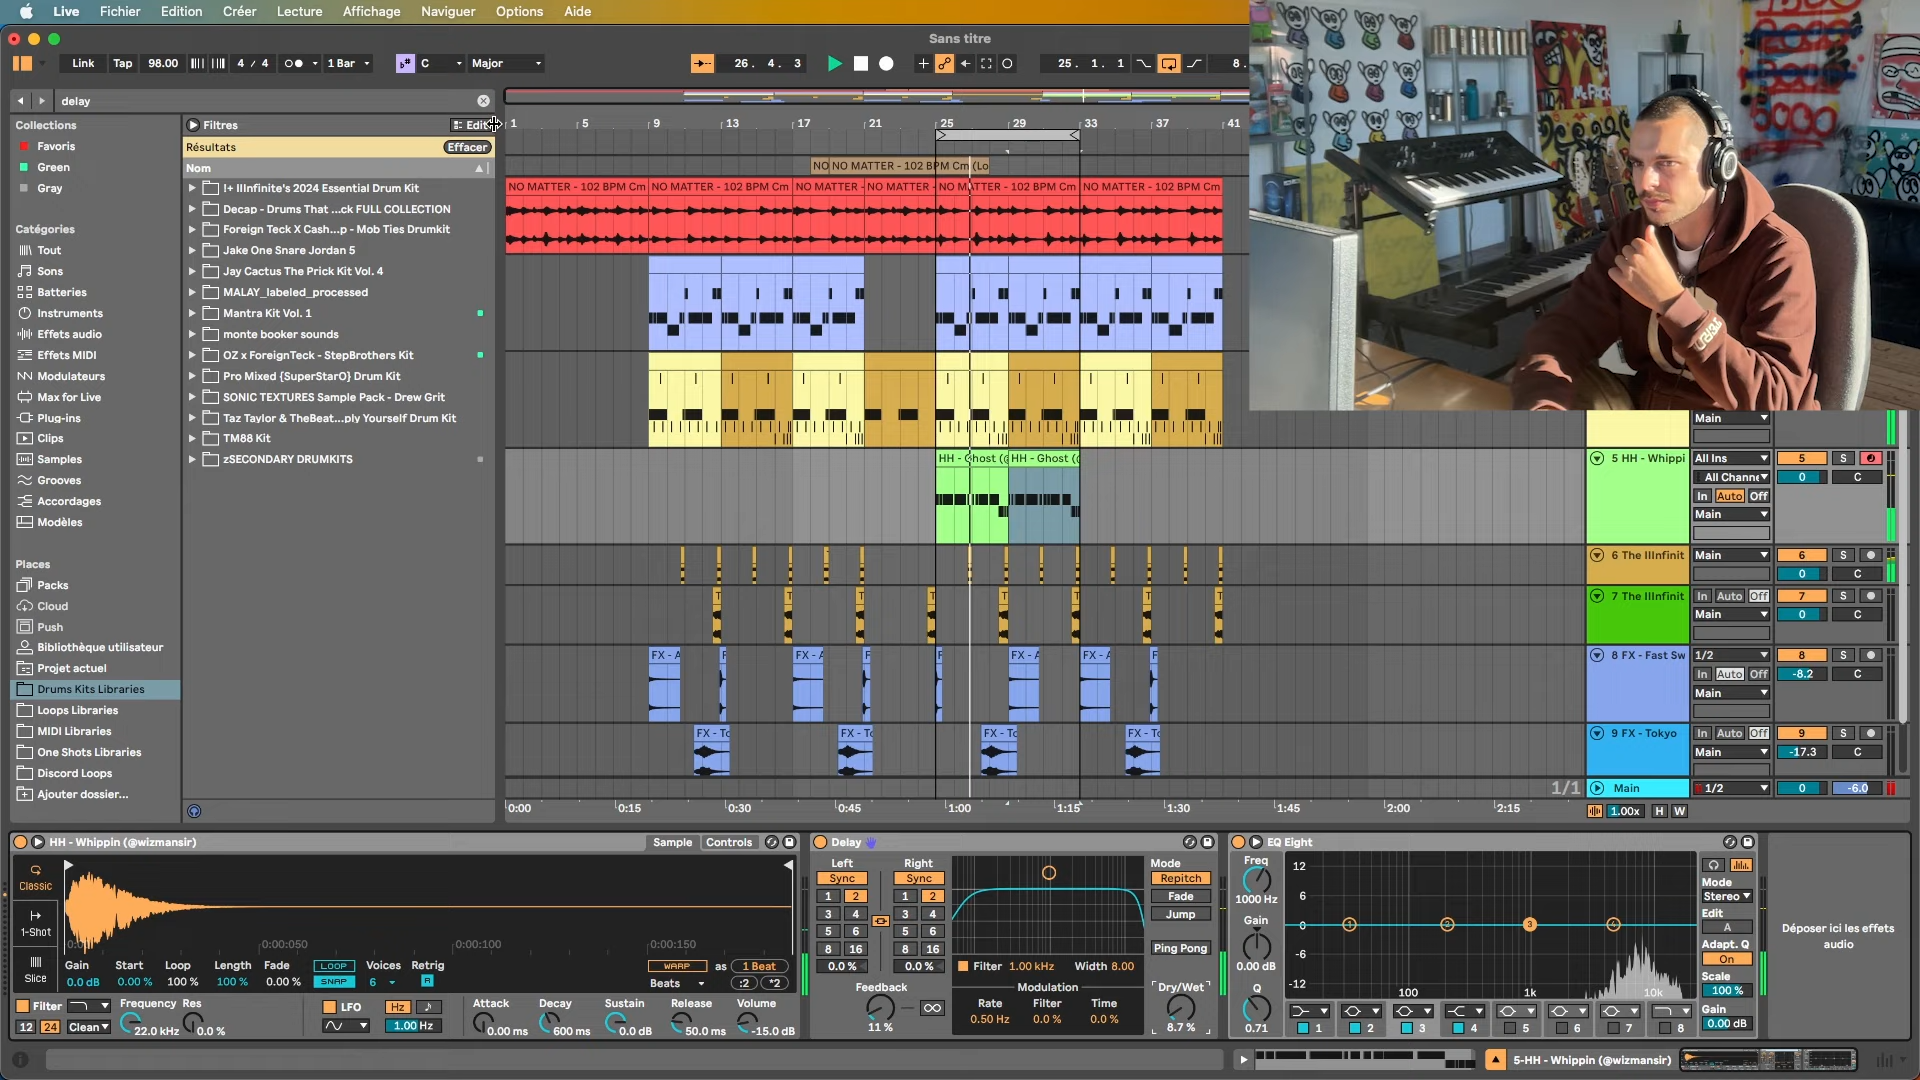 Live Fichier Edition Créer Lecture Affichage Naviguer Options Aide
Sans titre
Link Tap 98.00 4 / 4 1 Bar C Major 26. 4. 3 25. 1. 1 8.
delay
Collections
Favoris
Green
Gray
Catégories
Tout
Sons
Batteries
Instruments
Effets audio
Effets MIDI
Modulateurs
Max for Live
Plug-ins
Clips
Samples
Grooves
Accordages
Modèles
Places
Packs
Cloud
Push
Bibliothèque utilisateur
Projet actuel
Drums Kits Libraries
Loops Libraries
MIDI Libraries
One Shots Libraries
Discord Loops
Ajouter dossier...
Filtres Edit
Résultats Effacer
Nom
I+ IIInfinite's 2024 Essential Drum Kit
Decap - Drums That ...ck FULL COLLECTION
Foreign Teck X Cash...p - Mob Ties Drumkit
Jake One Snare Jordan 5
Jay Cactus The Prick Kit Vol. 4
MALAY_labeled_processed
Mantra Kit Vol. 1
monte booker sounds
OZ x ForeignTeck - StepBrothers Kit
Pro Mixed {SuperStarO} Drum Kit
SONIC TEXTURES Sample Pack - Drew Grit
Taz Taylor & TheBeat...ply Yourself Drum Kit
TM88 Kit
zSECONDARY DRUMKITS
1 5 9 13 17 21 25 29 33 37 41
NO NO MATTER - 102 BPM Cm (Lo
NO MATTER - 102 BPM Cm NO MATTER - 102 BPM Cm NO MATTER - NO MATTER - NO MATTER - 102 BPM Cm NO MATTER - 102 BPM Cm
HH - Ghost (@ HH - Ghost (@
FX - A F FX - A F F FX - A FX - A F
FX - To FX - To FX - To FX - To
0:00 0:15 0:30 0:45 1:00 1:15 1:30 1:45 2:00 2:15
1/1
Main
5 HH - Whippi All Ins 5 S
All Channe 0 C
In Auto Off
Main
6 The IIInfinit Main 6 S
0 C
7 The IIInfinit In Auto Off 7 S
Main 0 C
8 FX - Fast Sw 1/2 8 S
In Auto Off -8.2 C
Main
9 FX - Tokyo In Auto Off 9 S
Main -17.3 C
Main 1/2 0 -6.0
1.00x H W
HH - Whippin (@wizmansir) Sample Controls
Classic
1-Shot
Slice
0:00:050 0:00:100 0:00:150
Gain Start Loop Length Fade LOOP Voices Retrig WARP as 1 Beat
0.0 dB 0.00 % 100 % 100 % 0.00 % SNAP 6 R Beats :2 *2
Filter Frequency Res LFO Hz Attack Decay Sustain Release Volume
12 24 Clean 22.0 kHz 0.0 % 1.00 Hz 0.00 ms 600 ms 0.0 dB 50.0 ms -15.0 dB
Delay
Left Right Mode
Sync Sync Repitch
1 2 1 2 Fade
3 4 3 4 Jump
5 6 5 6
8 16 8 16 Ping Pong
0.0 % 0.0 % Filter 1.00 kHz Width 8.00
Feedback Modulation Dry/Wet
Rate Filter Time
11 % 0.50 Hz 0.0 % 0.0 % 8.7 %
EQ Eight
Freq
1000 Hz
Gain
0.00 dB
Q
0.71
12
6
0
-6
-12
1 2 3 4
100 1k 10k
1 2 3 4 5 6 7 8
Mode
Stereo
Edit
A
Adapt. Q
On
Scale
100 %
Gain
0.00 dB
Déposer ici les effets
audio
5-HH - Whippin (@wizmansir)